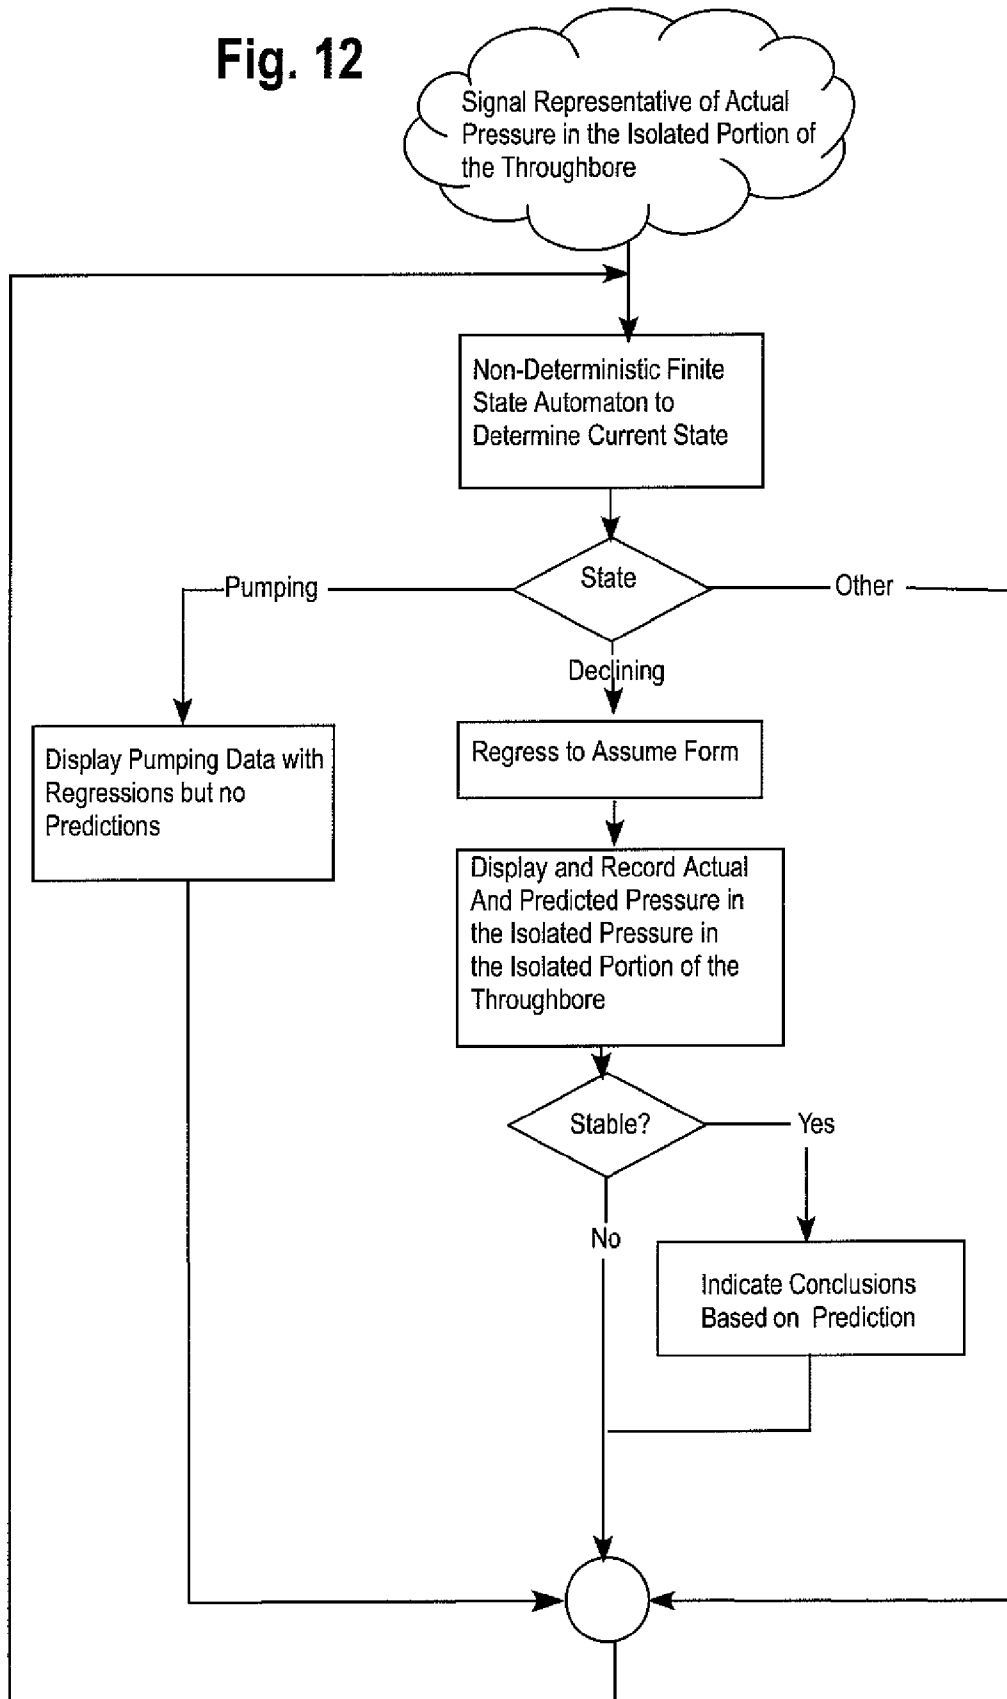 Fig. 12
Signal Representative of Actual
Pressure in the Isolated Portion of
the Throughbore
Non-Deterministic Finite
State Automaton to
Determine Current State
State
Pumping
Other
Declining
Display Pumping Data with
Regressions but no
Predictions
Regress to Assume Form
Display and Record Actual
And Predicted Pressure in
the Isolated Pressure in
the Isolated Portion of the
Throughbore
Stable?
Yes
No
Indicate Conclusions
Based on Prediction